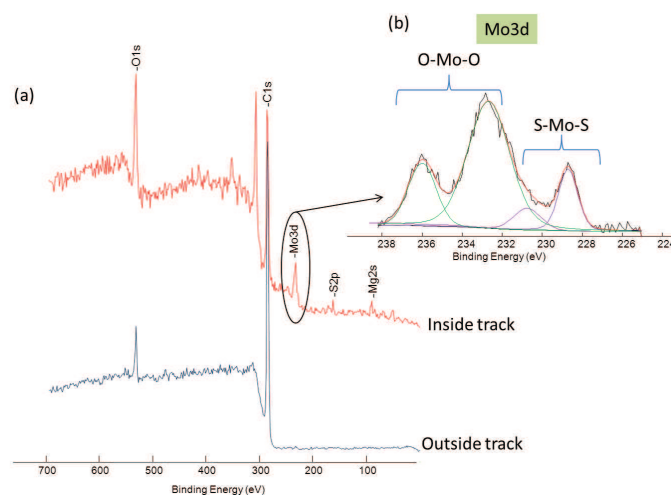 (b)
Mo3d
O-Mo-O
S-Mo-S
238 236 234 232 230 228 226 224
Binding Energy (eV)
(a)
-O1s
-C1s
-Mo3d
-S2p
-Mg2s
Inside track
Outside track
700 600 500 400 300 200 100
Binding Energy (eV)